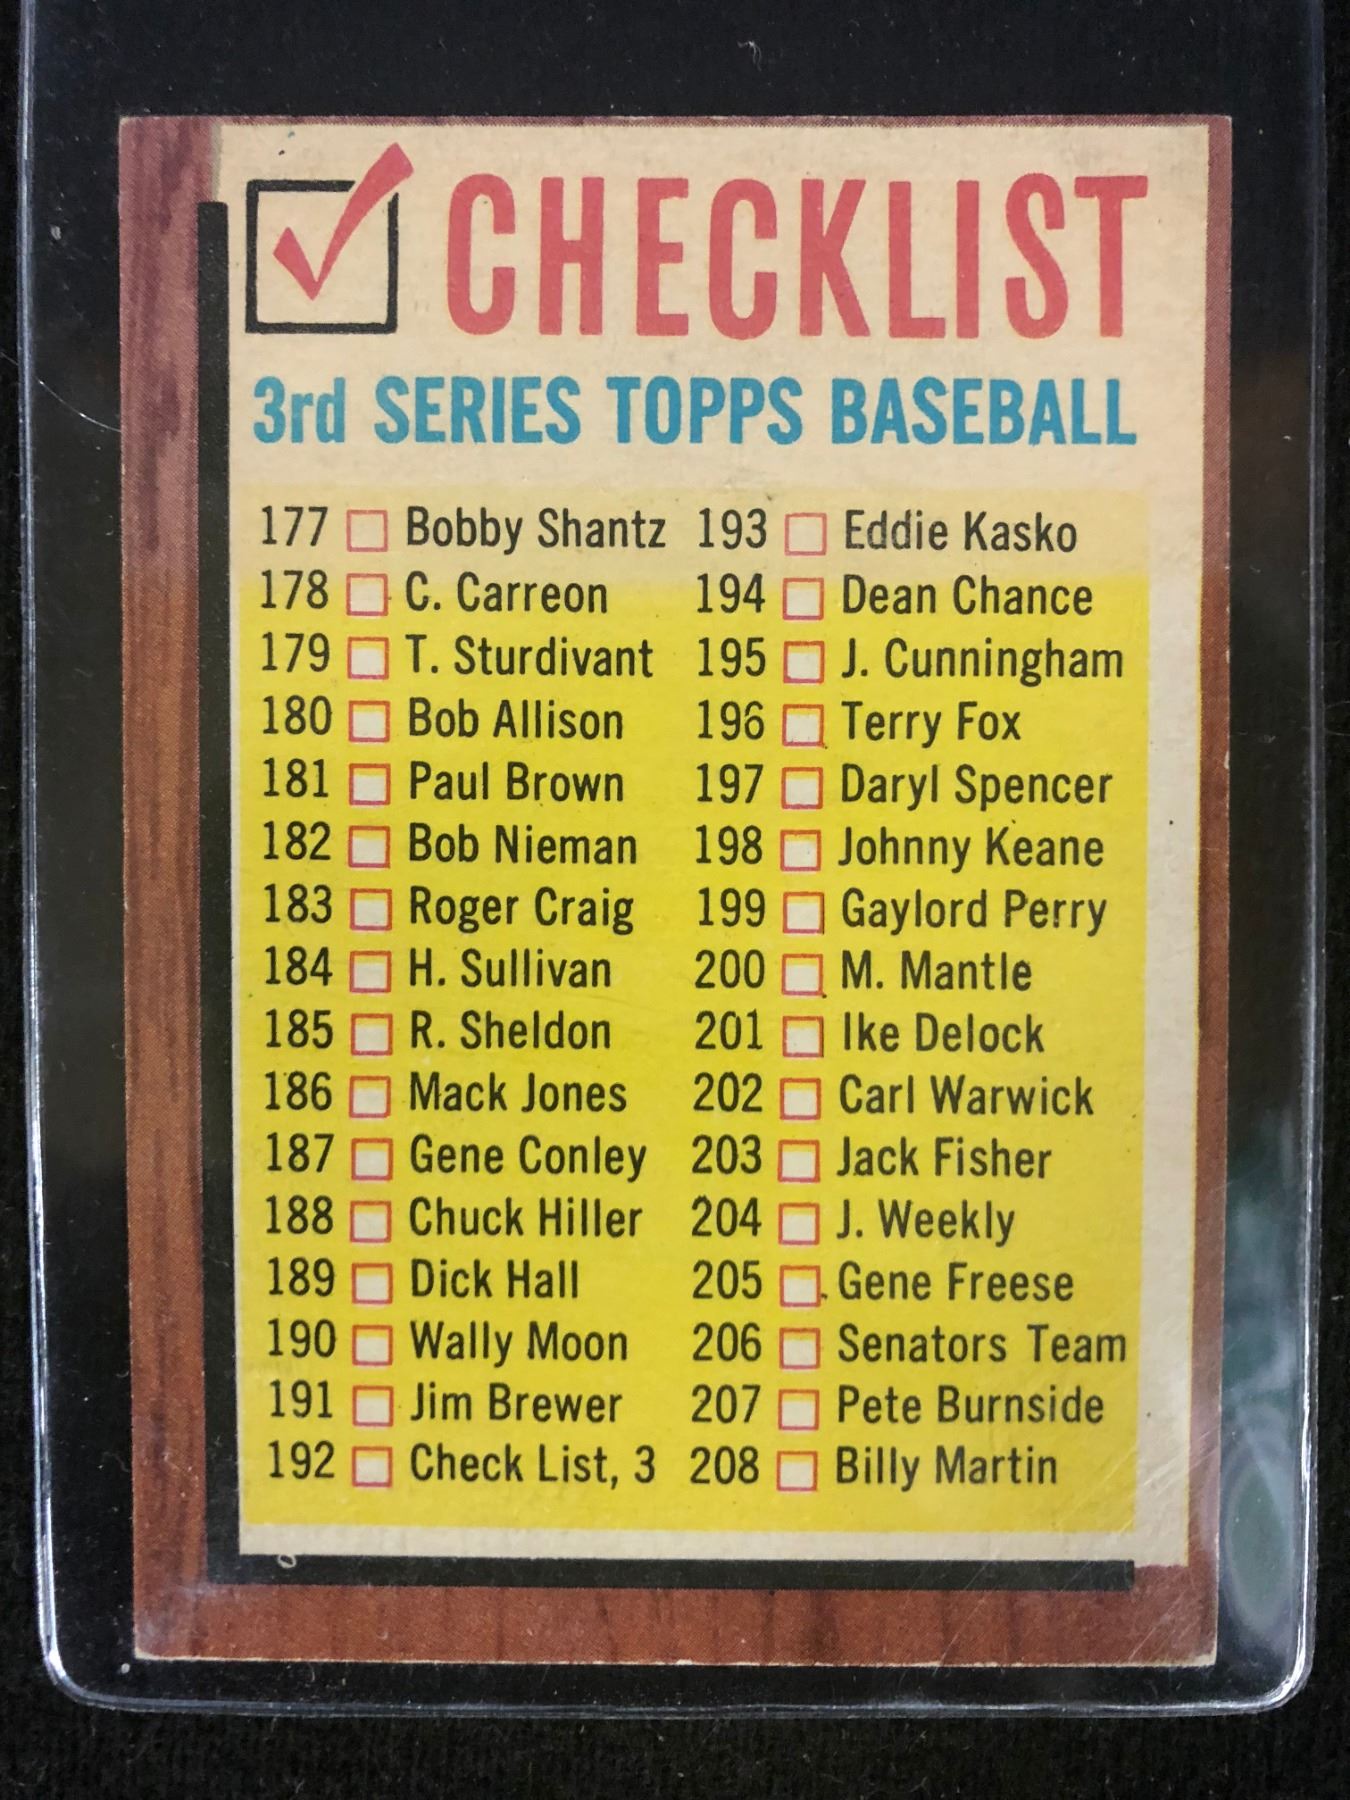 CHECKLIST
3rd SERIES TOPPS BASEBALL
177 Bobby Shantz
178 C. Carreon
179 T. Sturdivant
180 Bob Allison
181 Paul Brown
182 Bob Nieman
183 Roger Craig
184 H. Sullivan
185 R. Sheldon
186 Mack Jones
187 Gene Conley
188 Chuck Hiller
189 Dick Hall
190 Wally Moon
191 Jim Brewer
192 Check List, 3
193 Eddie Kasko
194 Dean Chance
195 J. Cunningham
196 Terry Fox
197 Daryl Spencer
198 Johnny Keane
199 Gaylord Perry
200 M. Mantle
201 Ike Delock
202 Carl Warwick
203 Jack Fisher
204 J. Weekly
205 Gene Freese
206 Senators Team
207 Pete Burnside
208 Billy Martin